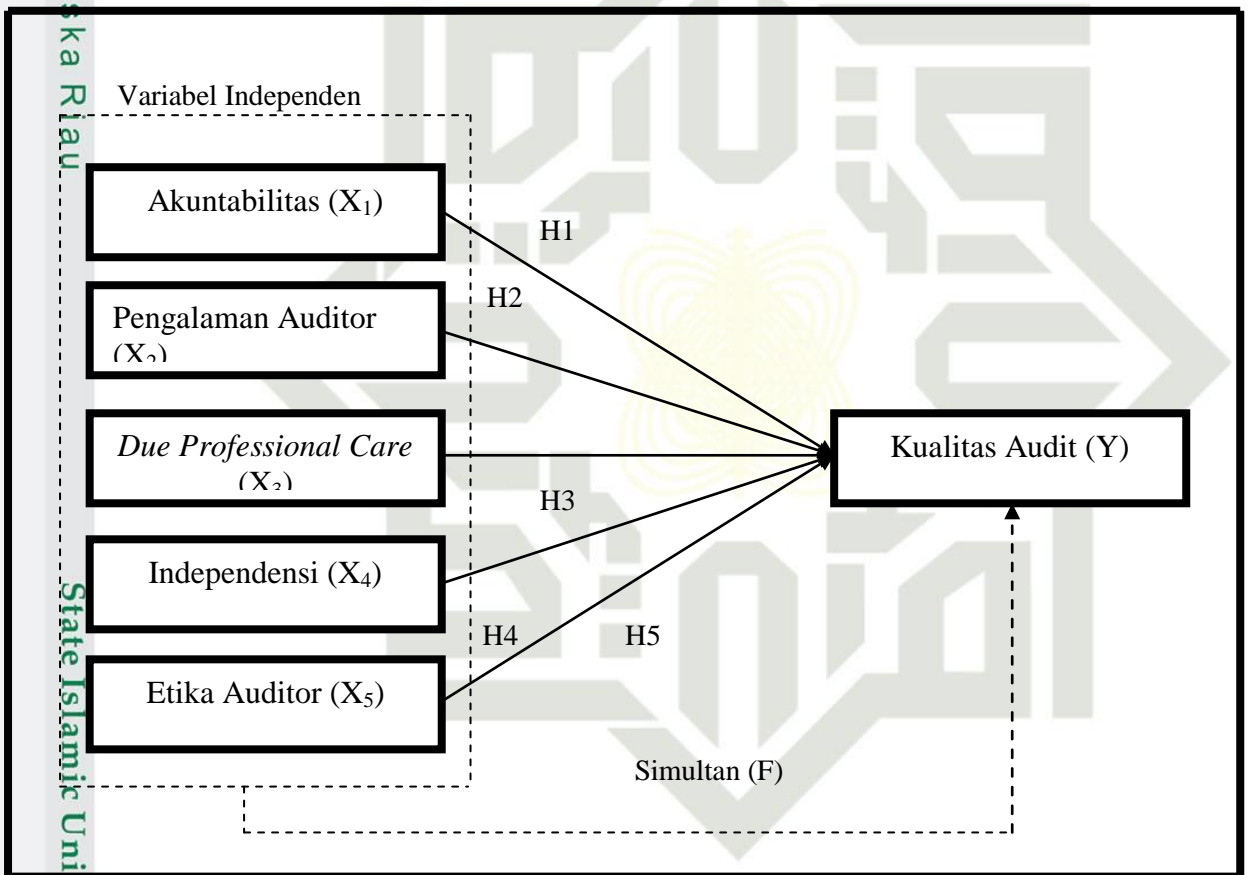 ska Riau
Variabel Independen
Akuntabilitas (X₁)
H1
H2
Pengalaman Auditor
(X₂)
Due Professional Care
(X₃)
Kualitas Audit (Y)
H3
Independensi (X₄)
State Islamic Uni
H4
H5
Etika Auditor (X₅)
Simultan (F)